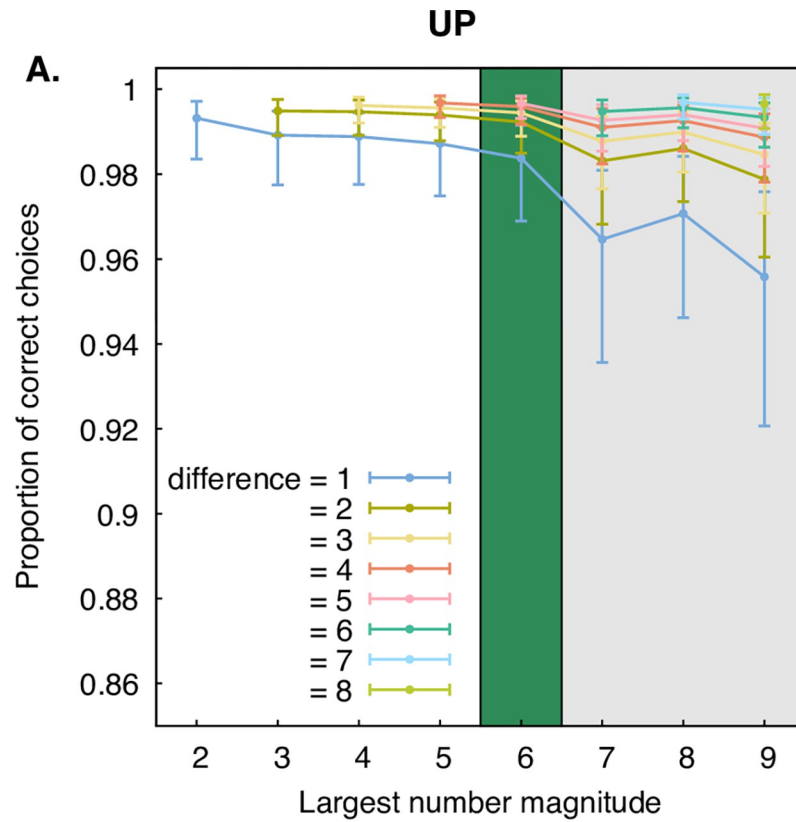 UP
A.
1
0.98
0.96
0.94
0.92
0.9
0.88
0.86
Proportion of correct choices
difference = 1
= 2
= 3
= 4
= 5
= 6
= 7
= 8
2 3 4 5 6 7 8 9
Largest number magnitude